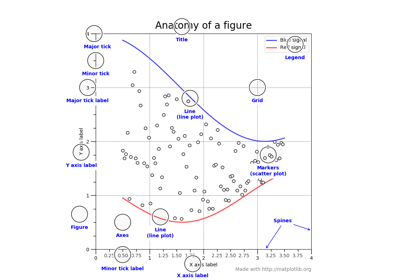 Anatomy of a figure
4
Major tick
Title
Blue signal
Red signal
Legend
Minor tick
3
Major tick label
Grid
Line
(line plot)
Y axis label
2
Y axis label
Markers
(scatter plot)
1
Figure
Axes
Line
(line plot)
Spines
0
0.25
0.50
1
1.25
1.50
2
2.25
2.50
2.75
3
3.25
3.50
3.75
4
Minor tick label
X axis label
X axis label
Made with http://matplotlib.org